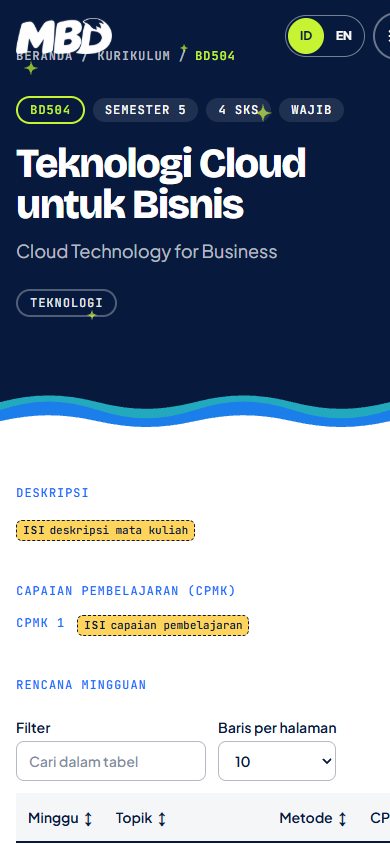 MBD
ID EN
BERANDA / KURIKULUM / BD504
BD504 SEMESTER 5 4 SKS WAJIB
Teknologi Cloud
untuk Bisnis
Cloud Technology for Business
TEKNOLOGI
DESKRIPSI
ISI deskripsi mata kuliah
CAPAIAN PEMBELAJARAN (CPMK)
CPMK 1 ISI capaian pembelajaran
RENCANA MINGGUAN
Filter Baris per halaman
Cari dalam tabel 10
Minggu ↕ Topik ↕ Metode ↕ CP